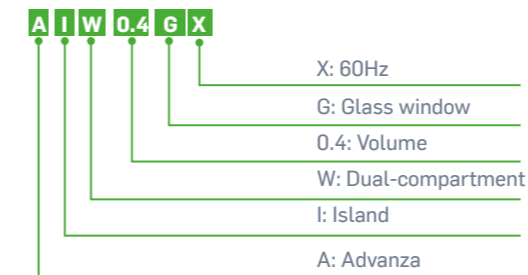 A I W 0.4 G X
X: 60Hz
G: Glass window
0.4: Volume
W: Dual-compartment
I: Island
A: Advanza